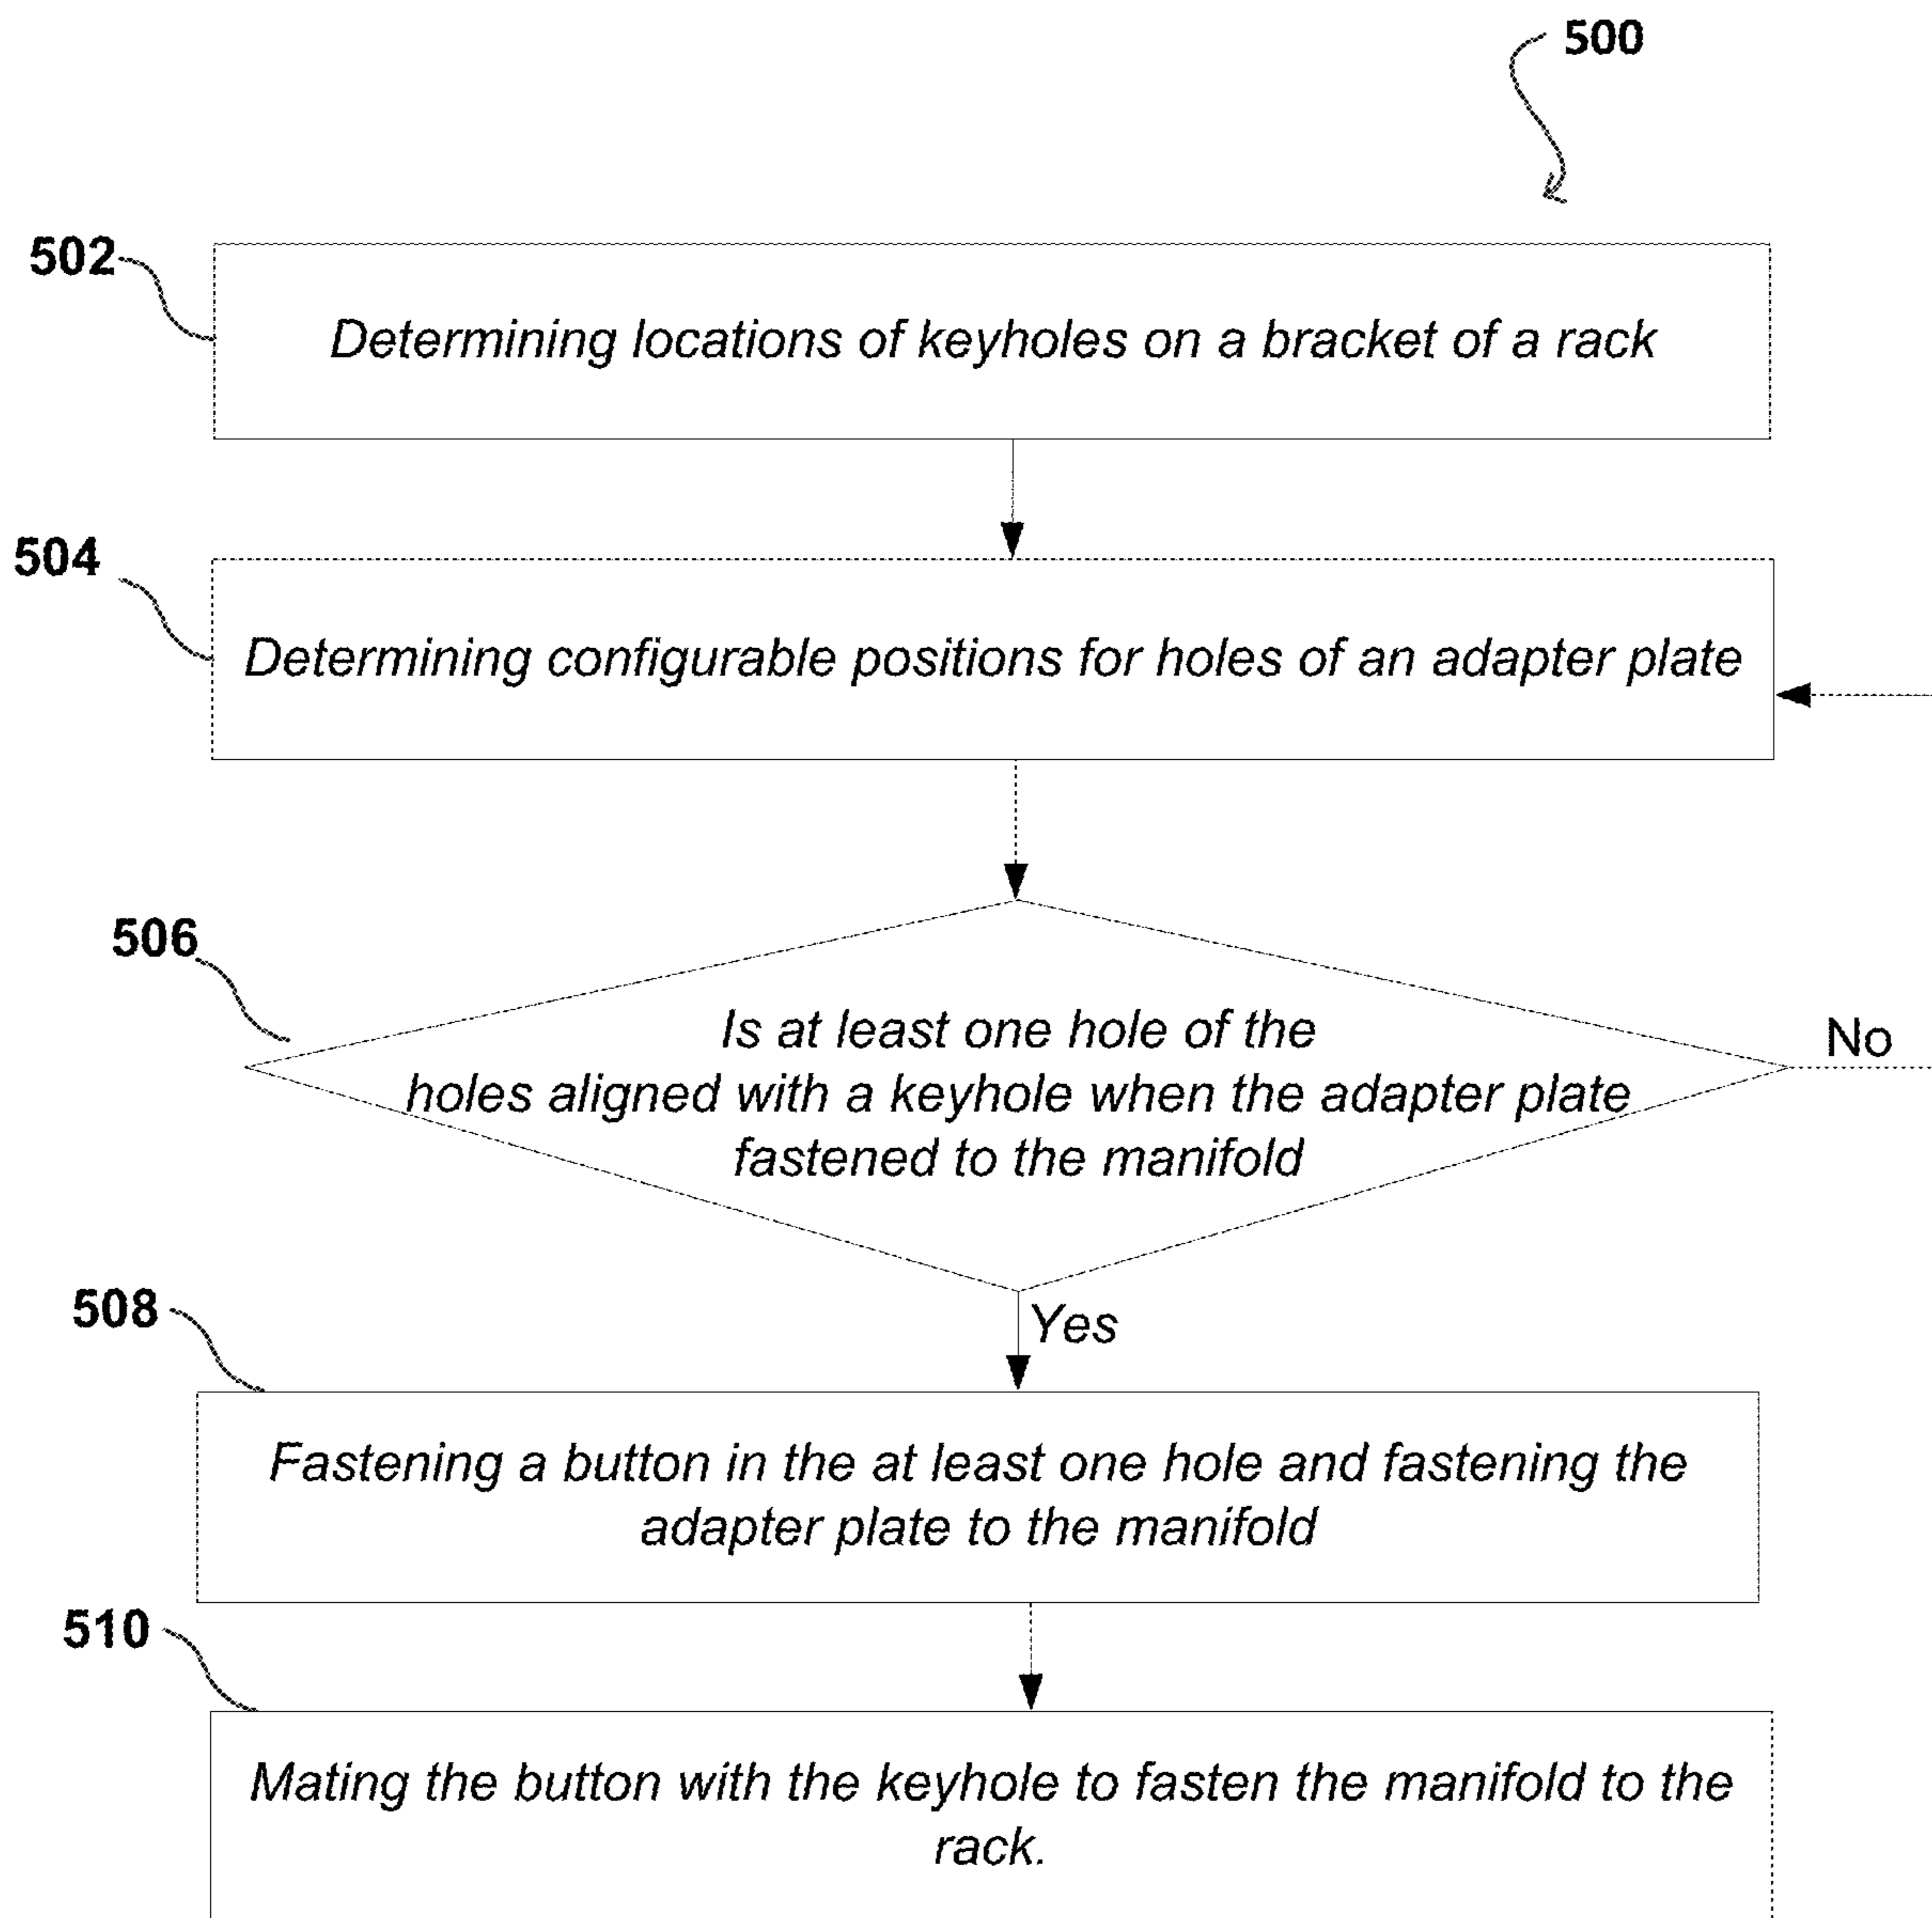 500
502
Determining locations of keyholes on a bracket of a rack
504
Determining configurable positions for holes of an adapter plate
506
Is at least one hole of the
holes aligned with a keyhole when the adapter plate
fastened to the manifold
No
Yes
508
Fastening a button in the at least one hole and fastening the
adapter plate to the manifold
510
Mating the button with the keyhole to fasten the manifold to the
rack.